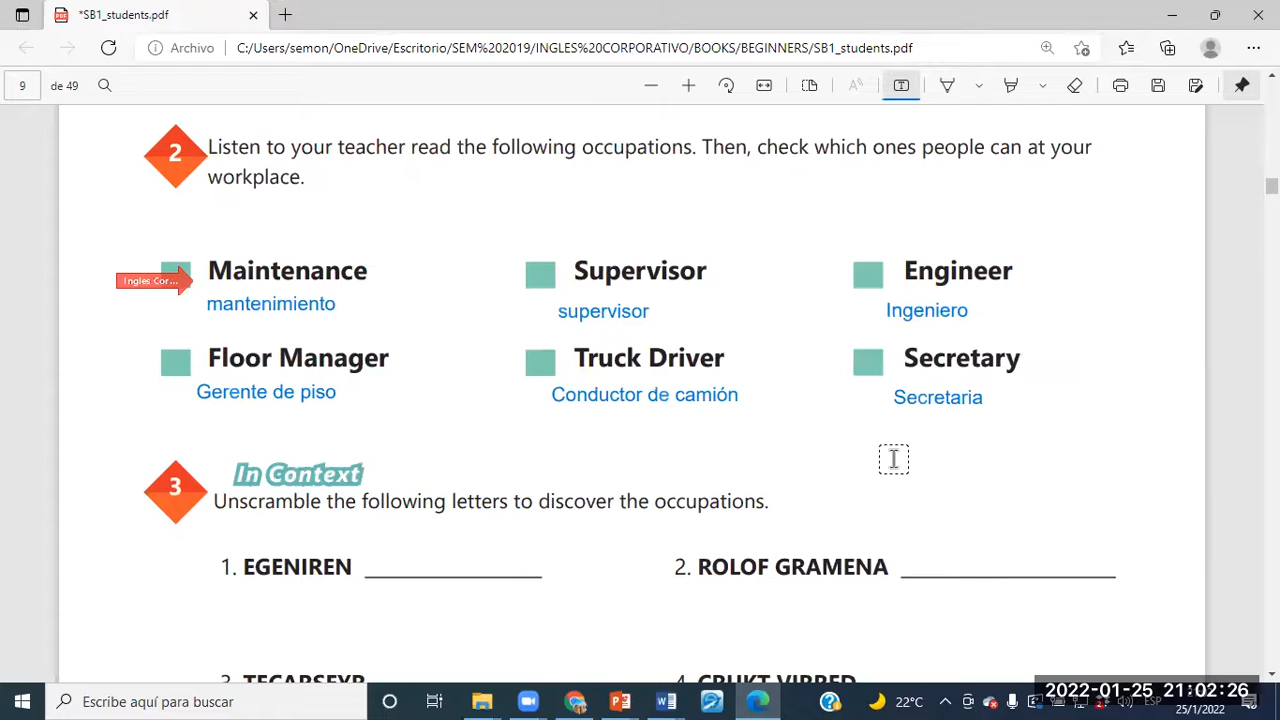 *SB1_students.pdf
Archivo
C:/Users/semon/OneDrive/Escritorio/SEM%202019/INGLES%20CORPORATIVO/BOOKS/BEGINNERS/SB1_students.pdf
9 de 49
2 Listen to your teacher read the following occupations. Then, check which ones people can at your
workplace.
Ingles Cor...
Maintenance Supervisor Engineer
mantenimiento supervisor Ingeniero
Floor Manager Truck Driver Secretary
Gerente de piso Conductor de camión Secretaria
In Context
3 Unscramble the following letters to discover the occupations.
1. EGENIREN ________________ 2. ROLOF GRAMENA ____________________
Escribe aquí para buscar
22°C
ESP
2022-01-25 21:02:26
25/1/2022